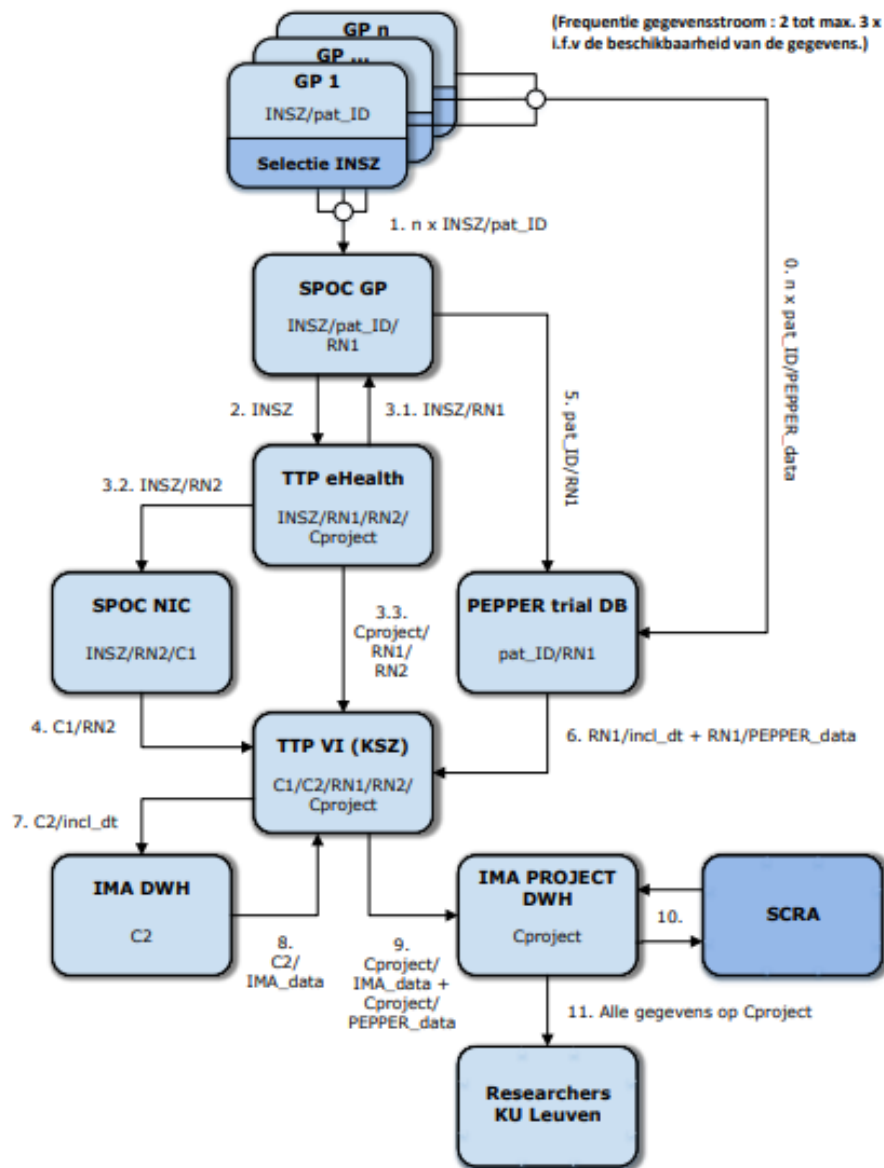 (Frequentie gegevensstroom : 2 tot max. 3 x
i.f.v de beschikbaarheid van de gegevens.)
GP n
GP ...
GP 1
INSZ/pat_ID
Selectie INSZ
1. n x INSZ/pat_ID
0. n x pat_ID/PEPPER_data
SPOC GP
INSZ/pat_ID/
RN1
2. INSZ
3.1. INSZ/RN1
5. pat_ID/RN1
TTP eHealth
INSZ/RN1/RN2/
Cproject
3.2. INSZ/RN2
SPOC NIC
INSZ/RN2/C1
3.3.
Cproject/
RN1/
RN2
PEPPER trial DB
pat_ID/RN1
4. C1/RN2
6. RN1/incl_dt + RN1/PEPPER_data
TTP VI (KSZ)
C1/C2/RN1/RN2/
Cproject
7. C2/incl_dt
IMA DWH
C2
8.
C2/
IMA_data
9.
Cproject/
IMA_data +
Cproject/
PEPPER_data
IMA PROJECT
DWH
Cproject
10.
SCRA
11. Alle gegevens op Cproject
Researchers
KU Leuven